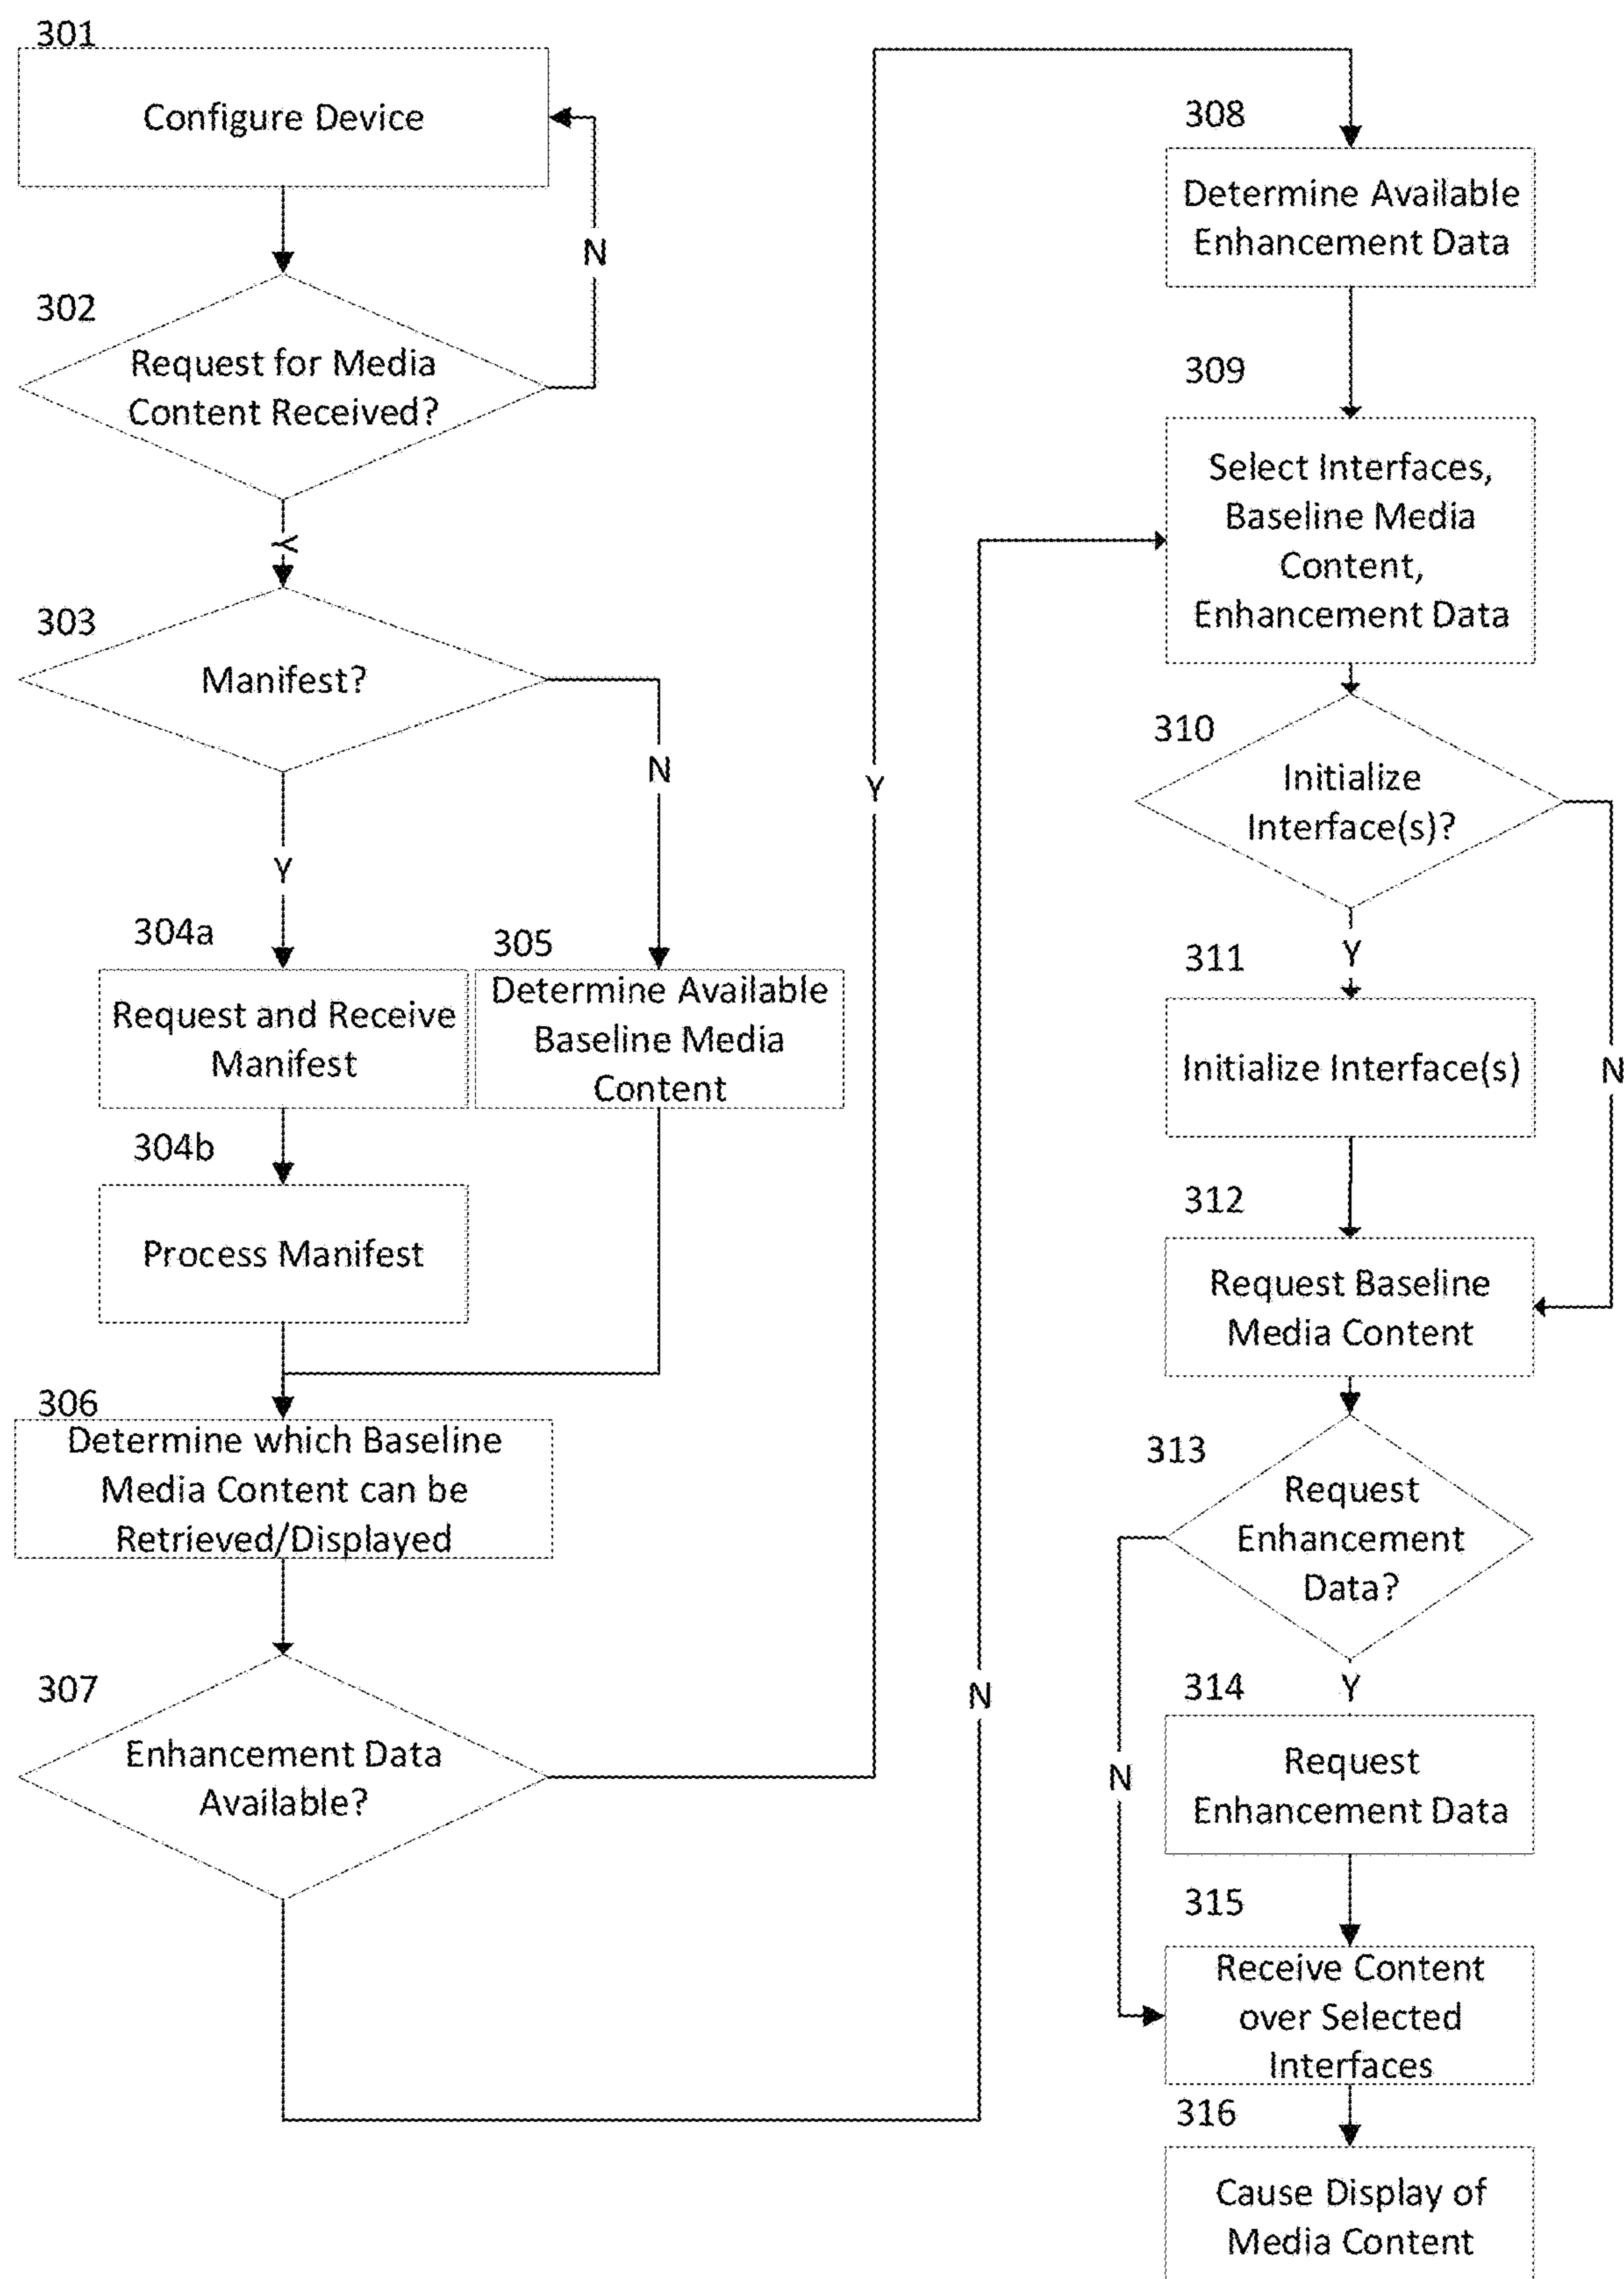 301
Configure Device
N
302
Request for Media
Content Received?
Y
303
Manifest?
N
Y
304a
Request and Receive
Manifest
305
Determine Available
Baseline Media
Content
304b
Process Manifest
306
Determine which Baseline
Media Content can be
Retrieved/Displayed
307
Enhancement Data
Available?
Y
N
308
Determine Available
Enhancement Data
309
Select Interfaces,
Baseline Media
Content,
Enhancement Data
310
Initialize
Interface(s)?
Y
N
311
Initialize Interface(s)
312
Request Baseline
Media Content
313
Request
Enhancement
Data?
Y
N
314
Request
Enhancement Data
315
Receive Content
over Selected
Interfaces
316
Cause Display of
Media Content